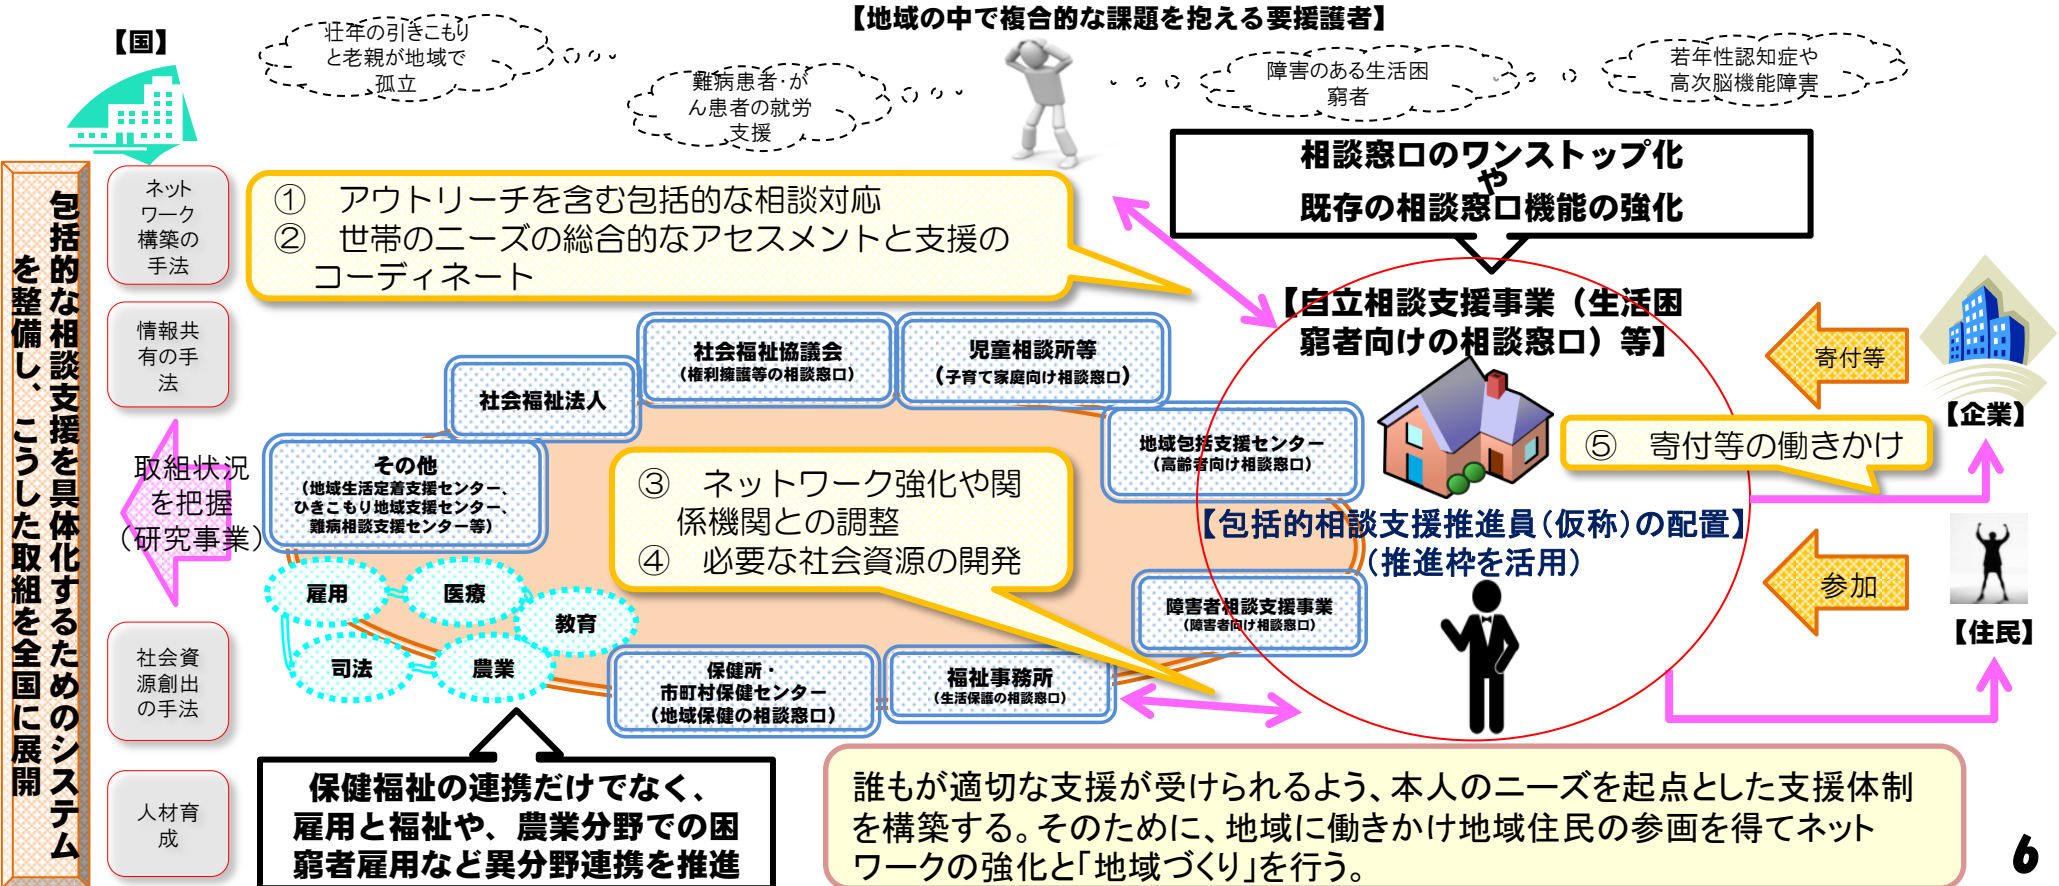 【地域の中で複合的な課題を抱える要援護者】
【国】
壮年の引きこもり
と老親が地域で
孤立
難病患者・が
ん患者の就労
支援
障害のある生活困
窮者
若年性認知症や
高次脳機能障害
相談窓口のワンストップ化
や
既存の相談窓口機能の強化
包括的な相談支援を具体化するためのシステム
を整備し、こうした取組を全国に展開
ネット
ワーク
構築の
手法
情報共
有の手
法
取組状況
を把握
（研究事業）
社会資
源創出
の手法
人材育
成
① アウトリーチを含む包括的な相談対応
② 世帯のニーズの総合的なアセスメントと支援の
コーディネート
【自立相談支援事業（生活困
窮者向けの相談窓口）等】
社会福祉協議会
（権利擁護等の相談窓口）
児童相談所等
（子育て家庭向け相談窓口）
社会福祉法人
地域包括支援センター
（高齢者向け相談窓口）
その他
（地域生活定着支援センター、
ひきこもり地域支援センター、
難病相談支援センター等）
③ ネットワーク強化や関
係機関との調整
④ 必要な社会資源の開発
寄付等
【企業】
⑤ 寄付等の働きかけ
【包括的相談支援推進員（仮称）の配置】
（推進枠を活用）
参加
【住民】
雇用
医療
教育
司法
農業
障害者相談支援事業
（障害者向け相談窓口）
保健所・
市町村保健センター
（地域保健の相談窓口）
福祉事務所
（生活保護の相談窓口）
保健福祉の連携だけでなく、
雇用と福祉や、農業分野での困
窮者雇用など異分野連携を推進
誰もが適切な支援が受けられるよう、本人のニーズを起点とした支援体制
を構築する。そのために、地域に働きかけ地域住民の参画を得てネット
ワークの強化と「地域づくり」を行う。
6